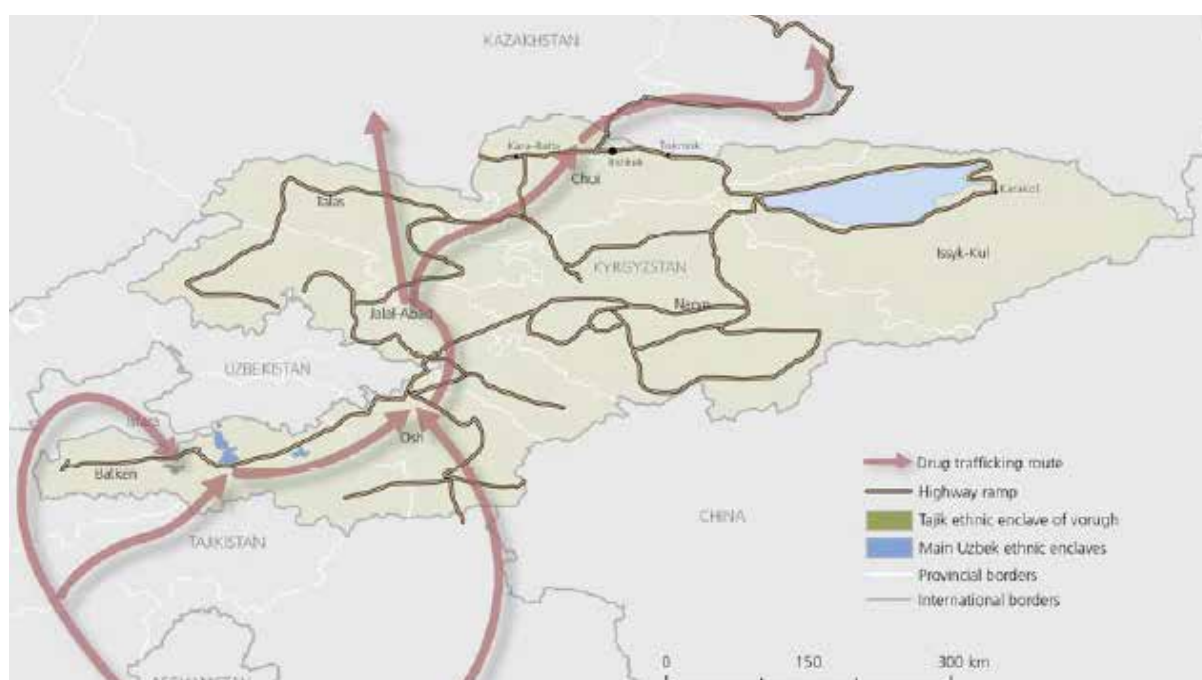 KAZAKHSTAN
Kara-Balta
Bishkek
Tokmok
Chui
Talas
Karakol
Issyk-Kul
KYRGYZSTAN
Naryn
Jalal-Abad
UZBEKISTAN
Isfara
Osh
Batken
TAJIKISTAN
CHINA
AFGHANISTAN
Drug trafficking route
Highway ramp
Tajik ethnic enclave of vorugh
Main Uzbek ethnic enclaves
Provincial borders
International borders
0 150 300 km